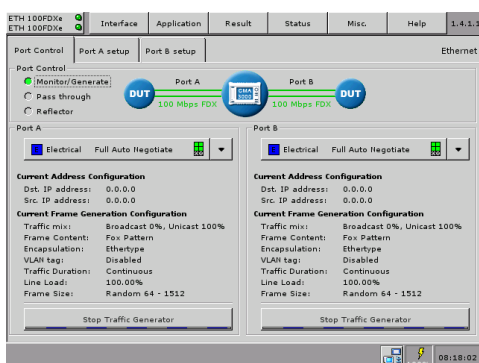 ETH 100FDXe
ETH 100FDXe
Interface
Application
Result
Status
Misc.
Help
1.4.1.1
Port Control
Port A setup
Port B setup
Ethernet
Port Control
Monitor/Generate
Pass through
Reflector
DUT
Port A
100 Mbps FDX
GMA
3000
Port B
100 Mbps FDX
DUT
Port A
Electrical Full Auto Negotiate
Current Address Configuration
Dst. IP address: 0.0.0.0
Src. IP address: 0.0.0.0
Current Frame Generation Configuration
Traffic mix: Broadcast 0%, Unicast 100%
Frame Content: Fox Pattern
Encapsulation: Ethertype
VLAN tag: Disabled
Traffic Duration: Continuous
Line Load: 100.00%
Frame Size: Random 64 - 1512
Stop Traffic Generator
Port B
Electrical Full Auto Negotiate
Current Address Configuration
Dst. IP address: 0.0.0.0
Src. IP address: 0.0.0.0
Current Frame Generation Configuration
Traffic mix: Broadcast 0%, Unicast 100%
Frame Content: Fox Pattern
Encapsulation: Ethertype
VLAN tag: Disabled
Traffic Duration: Continuous
Line Load: 100.00%
Frame Size: Random 64 - 1512
Stop Traffic Generator
08:18:02